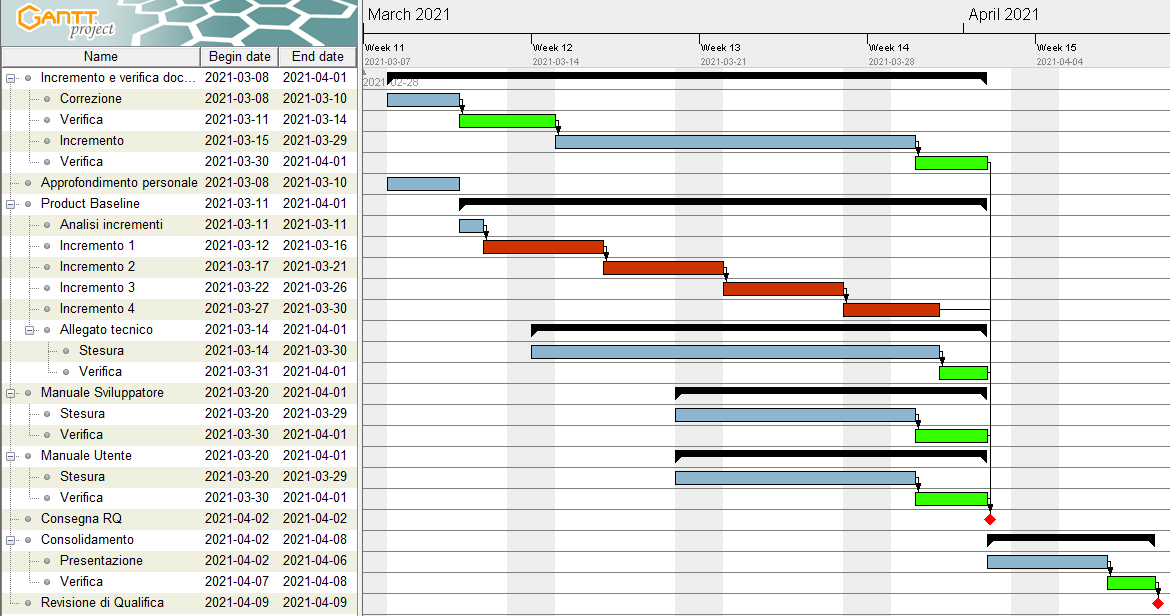 GANTT
project
March 2021 April 2021
Week 11 Week 12 Week 13 Week 14 Week 15
2021-03-07 2021-03-14 2021-03-21 2021-03-28 2021-04-04
Name Begin date End date
2021-02-28
Incremento e verifica doc... 2021-03-08 2021-04-01
Correzione 2021-03-08 2021-03-10
Verifica 2021-03-11 2021-03-14
Incremento 2021-03-15 2021-03-29
Verifica 2021-03-30 2021-04-01
Approfondimento personale 2021-03-08 2021-03-10
Product Baseline 2021-03-11 2021-04-01
Analisi incrementi 2021-03-11 2021-03-11
Incremento 1 2021-03-12 2021-03-16
Incremento 2 2021-03-17 2021-03-21
Incremento 3 2021-03-22 2021-03-26
Incremento 4 2021-03-27 2021-03-30
Allegato tecnico 2021-03-14 2021-04-01
Stesura 2021-03-14 2021-03-30
Verifica 2021-03-31 2021-04-01
Manuale Sviluppatore 2021-03-20 2021-04-01
Stesura 2021-03-20 2021-03-29
Verifica 2021-03-30 2021-04-01
Manuale Utente 2021-03-20 2021-04-01
Stesura 2021-03-20 2021-03-29
Verifica 2021-03-30 2021-04-01
Consegna RQ 2021-04-02 2021-04-02
Consolidamento 2021-04-02 2021-04-08
Presentazione 2021-04-02 2021-04-06
Verifica 2021-04-07 2021-04-08
Revisione di Qualifica 2021-04-09 2021-04-09